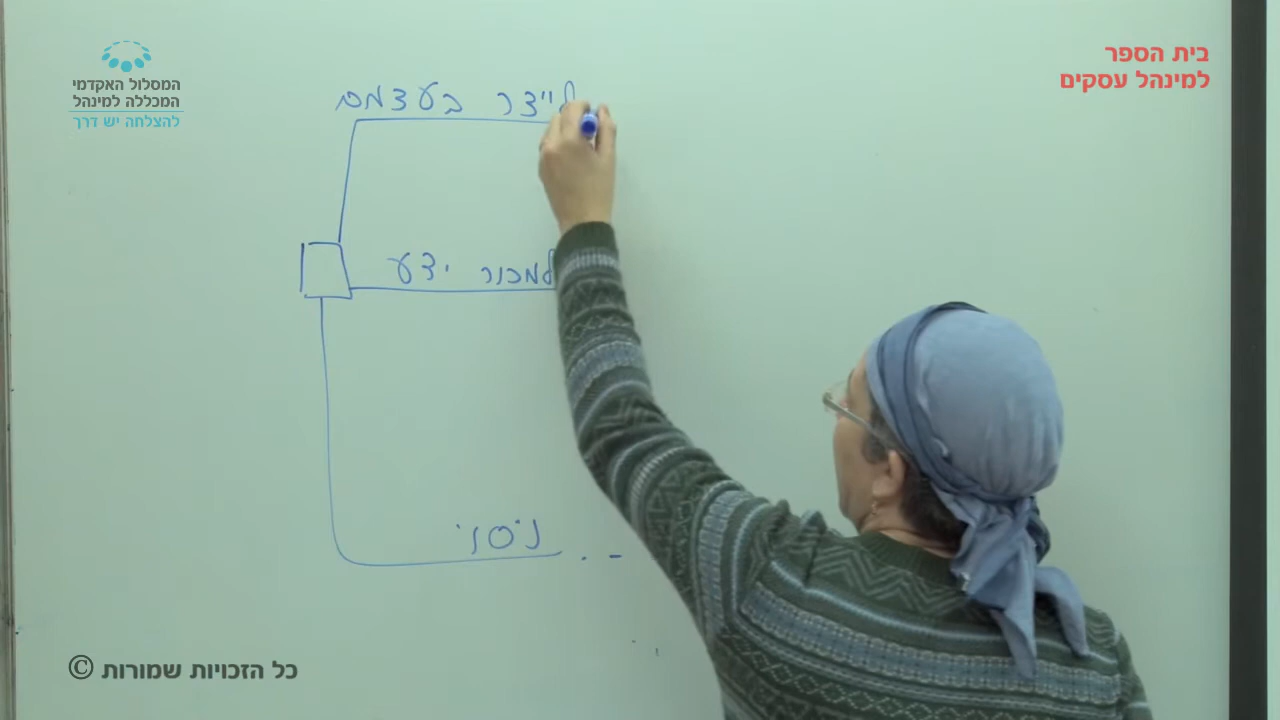 בית הספר
למינהל עסקים
המסלול האקדמי
המכללה למינהל
להצלחה יש דרך
לייצר בעצמם
למכור ידע
ניסוי
כל הזכויות שמורות ©